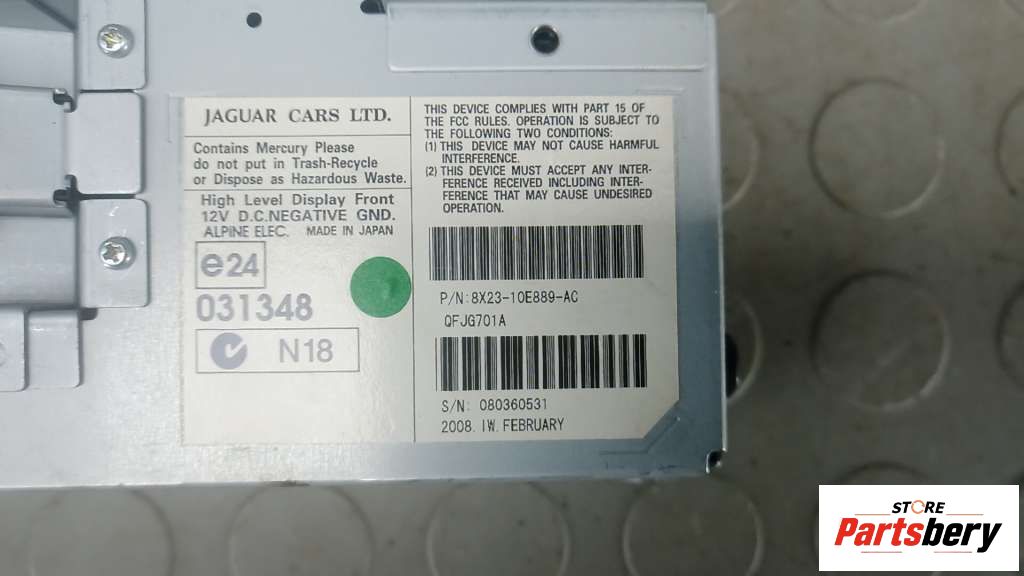 JAGUAR CARS LTD.
Contains Mercury Please
do not put in Trash-Recycle
or Dispose as Hazardous Waste.
High Level Display Front
12V D.C.NEGATIVE GND.
ALPINE ELEC. MADE IN JAPAN
e24
031348
N18
THIS DEVICE COMPLIES WITH PART 15 OF
THE FCC RULES. OPERATION IS SUBJECT TO
THE FOLLOWING TWO CONDITIONS:
(1) THIS DEVICE MAY NOT CAUSE HARMFUL
INTERFERENCE.
(2) THIS DEVICE MUST ACCEPT ANY INTER-
FERENCE RECEIVED INCLUDING INTER-
FERENCE THAT MAY CAUSE UNDESIRED
OPERATION.
P/N:8X23-10E889-AC
QFJG701A
S/N: 080360531
2008. 1W. FEBRUARY
STORE
Partsbery